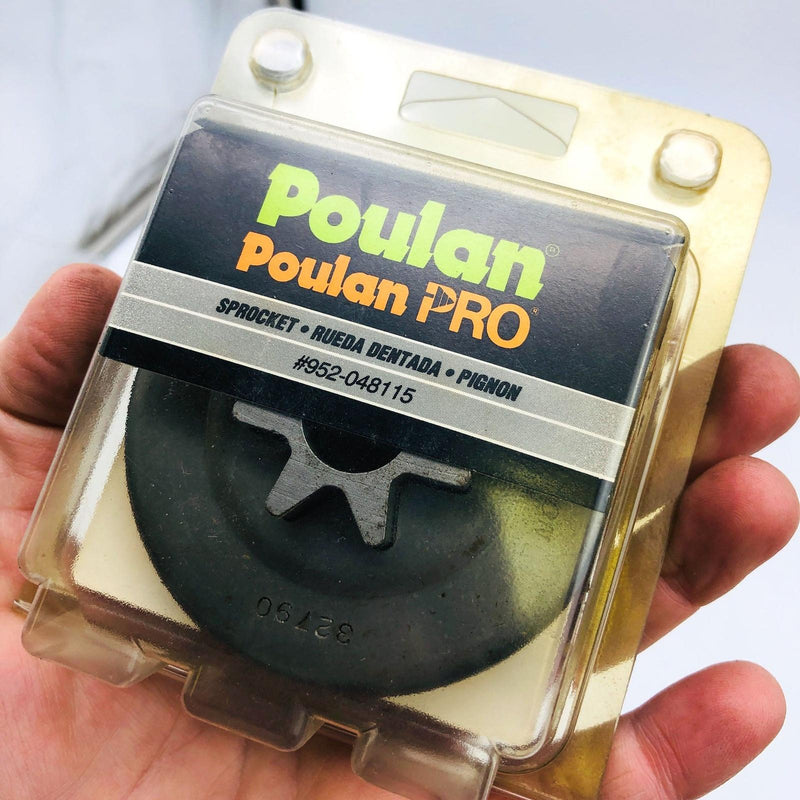 Poulan®
Poulan PRO®
SPROCKET • RUEDA DENTADA • PIGNON
#952-048115
32790